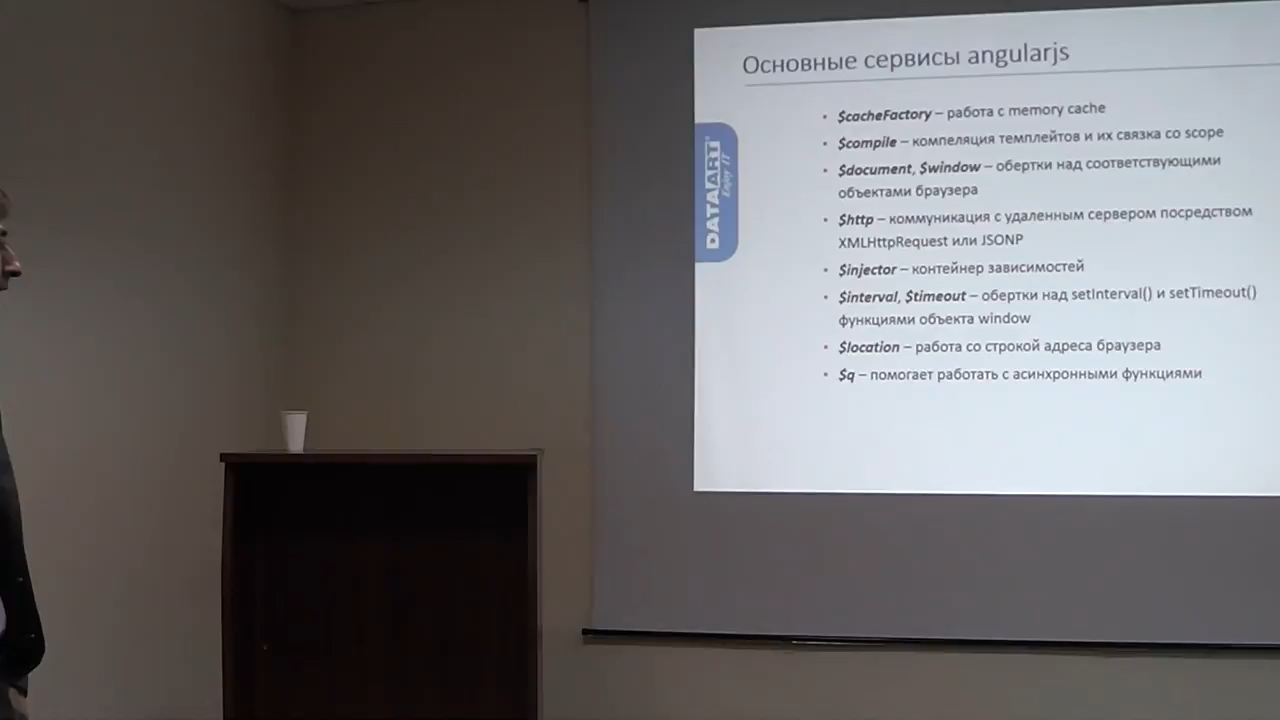 Основные сервисы angularjs
DATAART
Enjoy IT
• $cacheFactory – работа с memory cache
• $compile – компеляция темплейтов и их связка со scope
• $document, $window – обертки над соответствующими
объектами браузера
• $http – коммуникация с удаленным сервером посредством
XMLHttpRequest или JSONP
• $injector – контейнер зависимостей
• $interval, $timeout – обертки над setInterval() и setTimeout()
функциями объекта window
• $location – работа со строкой адреса браузера
• $q – помогает работать с асинхронными функциями